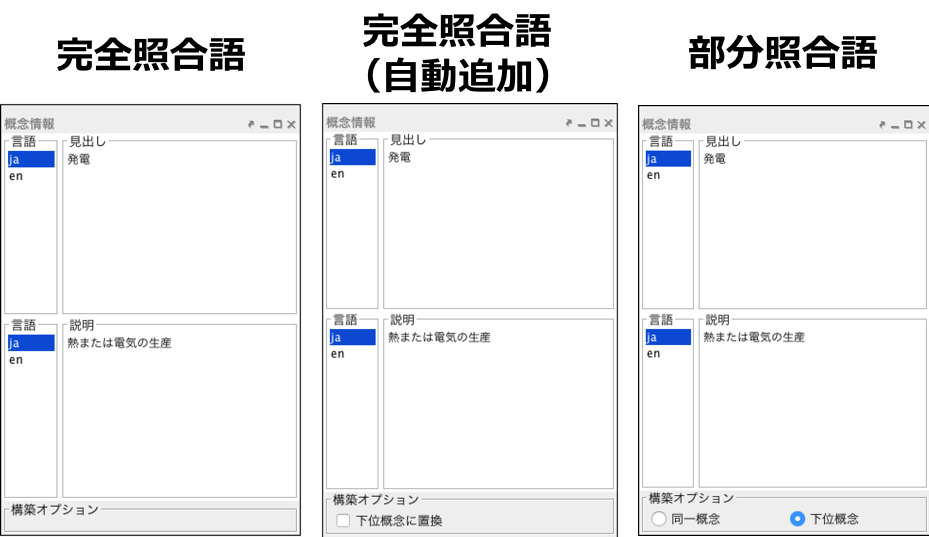 完全照合語
概念情報
言語
見出し
ja
発電
en
言語
説明
ja
熱または電気の生産
en
構築オプション
完全照合語
（自動追加）
概念情報
言語
見出し
ja
発電
en
言語
説明
ja
熱または電気の生産
en
構築オプション
下位概念に置換
部分照合語
概念情報
言語
見出し
ja
発電
en
言語
説明
ja
熱または電気の生産
en
構築オプション
同一概念
下位概念